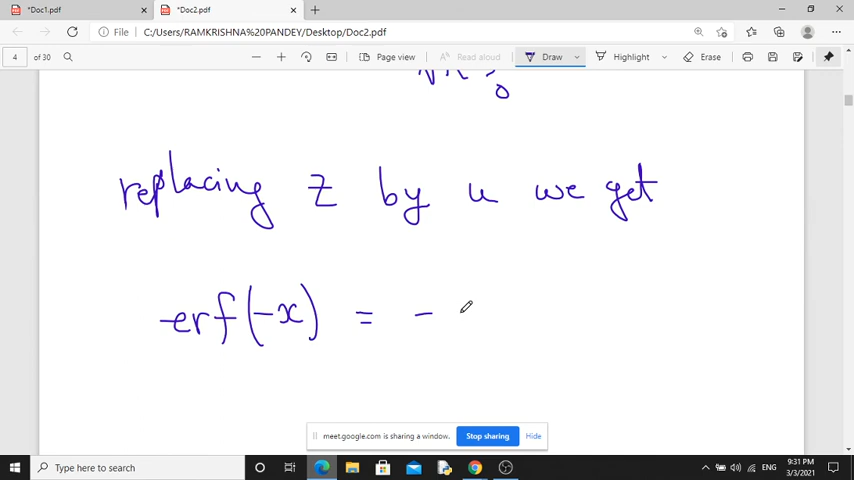 *Doc1.pdf *Doc2.pdf
File C:/Users/RAMKRISHNA%20PANDEY/Desktop/Doc2.pdf
4 of 30 Page view Read aloud Draw Highlight Erase
√π 0
replacing z by u we get
erf(-x) = -
meet.google.com is sharing a window. Stop sharing Hide
Type here to search ENG 9:31 PM
3/3/2021